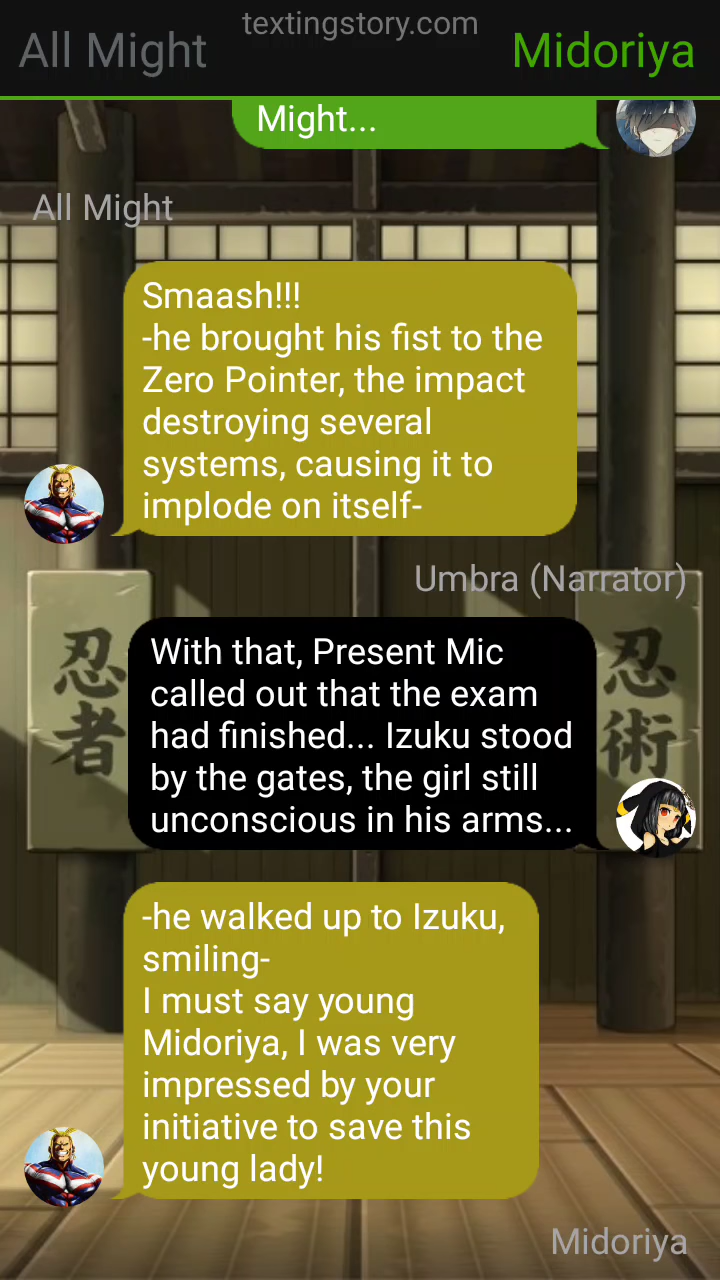 textingstory.com
All Might
Midoriya
Might...
All Might
Smaash!!!
-he brought his fist to the
Zero Pointer, the impact
destroying several
systems, causing it to
implode on itself-
Umbra (Narrator)
忍者
忍術
With that, Present Mic
called out that the exam
had finished... Izuku stood
by the gates, the girl still
unconscious in his arms...
-he walked up to Izuku,
smiling-
I must say young
Midoriya, I was very
impressed by your
initiative to save this
young lady!
Midoriya